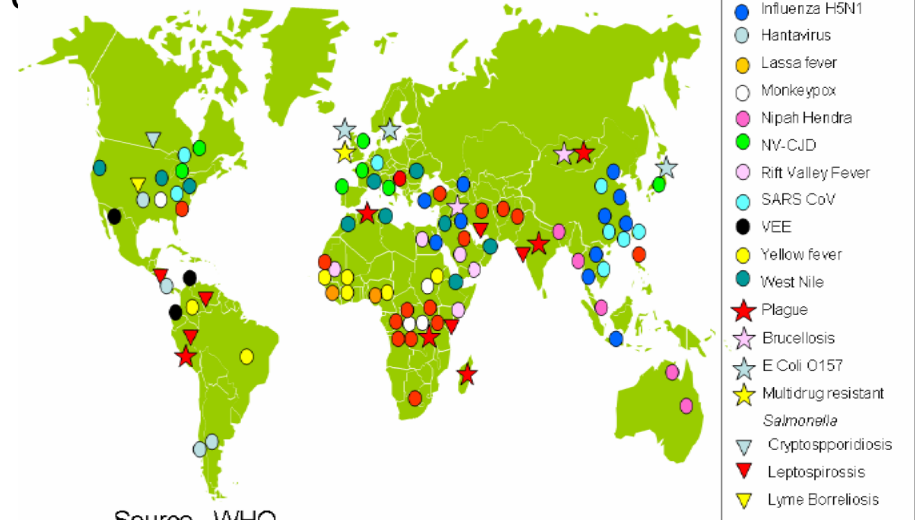 Influenza H5N1
Hantavirus
Lassa fever
Monkeypox
Nipah Hendra
NV-CJD
Rift Valley Fever
SARS CoV
VEE
Yellow fever
West Nile
Plague
Brucellosis
E Coli O157
Multidrug resistant
Salmonella
Cryptospporidiosis
Leptospirossis
Lyme Borreliosis
Source WHO